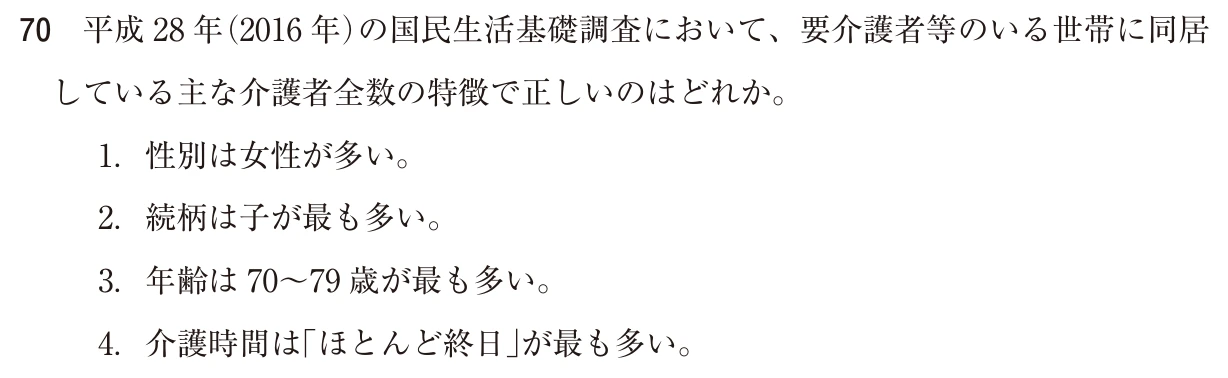 70 平成 28 年(2016 年)の国民生活基礎調査において、要介護者等のいる世帯に同居
している主な介護者全数の特徴で正しいのはどれか。
1. 性別は女性が多い。
2. 続柄は子が最も多い。
3. 年齢は 70〜79 歳が最も多い。
4. 介護時間は「ほとんど終日」が最も多い。